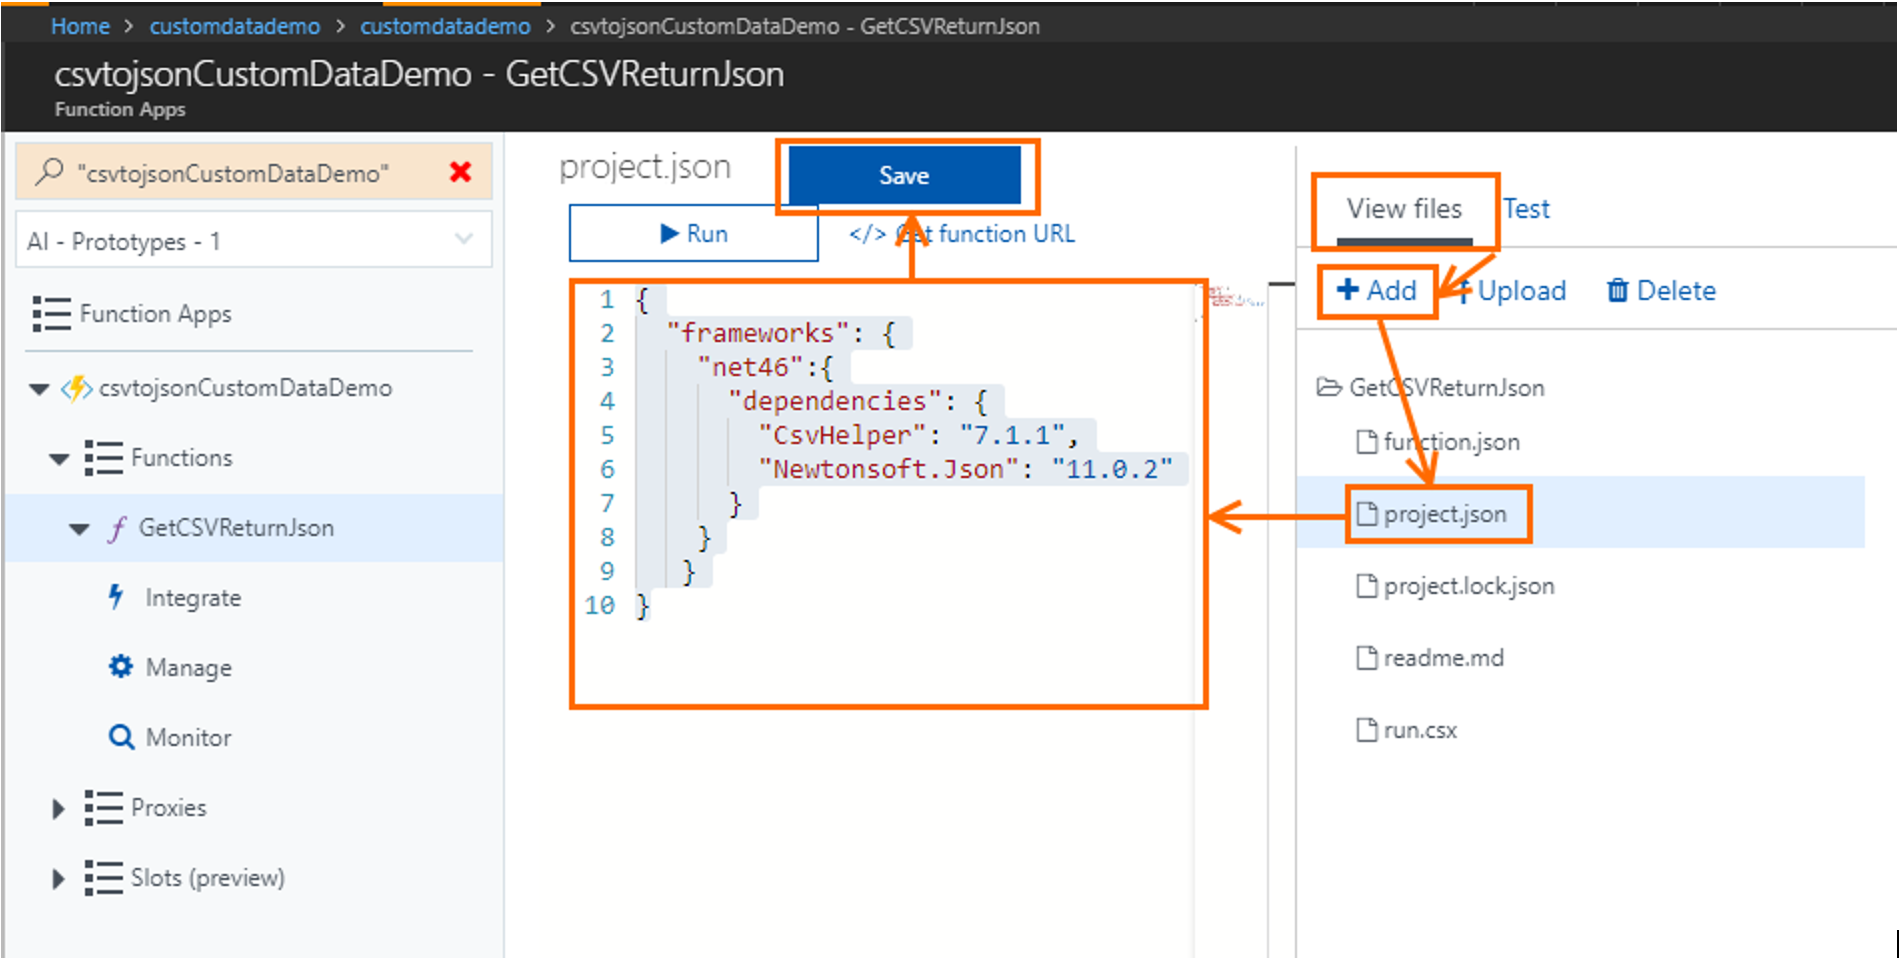 Home > customdatademo > customdatademo > csvtojsonCustomDataDemo - GetCSVReturnJson
csvtojsonCustomDataDemo - GetCSVReturnJson
Function Apps
"csvtojsonCustomDataDemo"
AI - Prototypes - 1
Function Apps
csvtojsonCustomDataDemo
Functions
GetCSVReturnJson
Integrate
Manage
Monitor
Proxies
Slots (preview)
project.json
Save
Run
</> Get function URL
1 {
2 "frameworks": {
3 "net46":{
4 "dependencies": {
5 "CsvHelper": "7.1.1",
6 "Newtonsoft.Json": "11.0.2"
7 }
8 }
9 }
10 }
View files Test
+ Add Upload Delete
GetCSVReturnJson
function.json
project.json
project.lock.json
readme.md
run.csx